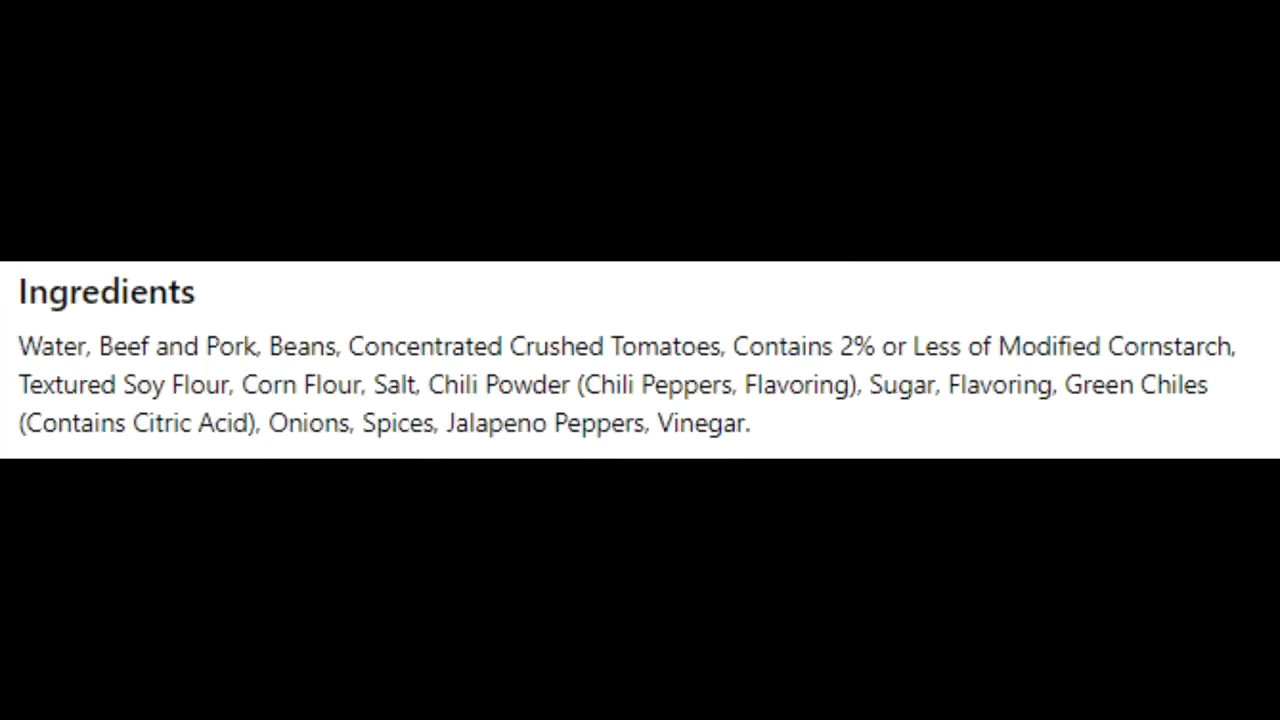 Ingredients
Water, Beef and Pork, Beans, Concentrated Crushed Tomatoes, Contains 2% or Less of Modified Cornstarch,
Textured Soy Flour, Corn Flour, Salt, Chili Powder (Chili Peppers, Flavoring), Sugar, Flavoring, Green Chiles
(Contains Citric Acid), Onions, Spices, Jalapeno Peppers, Vinegar.